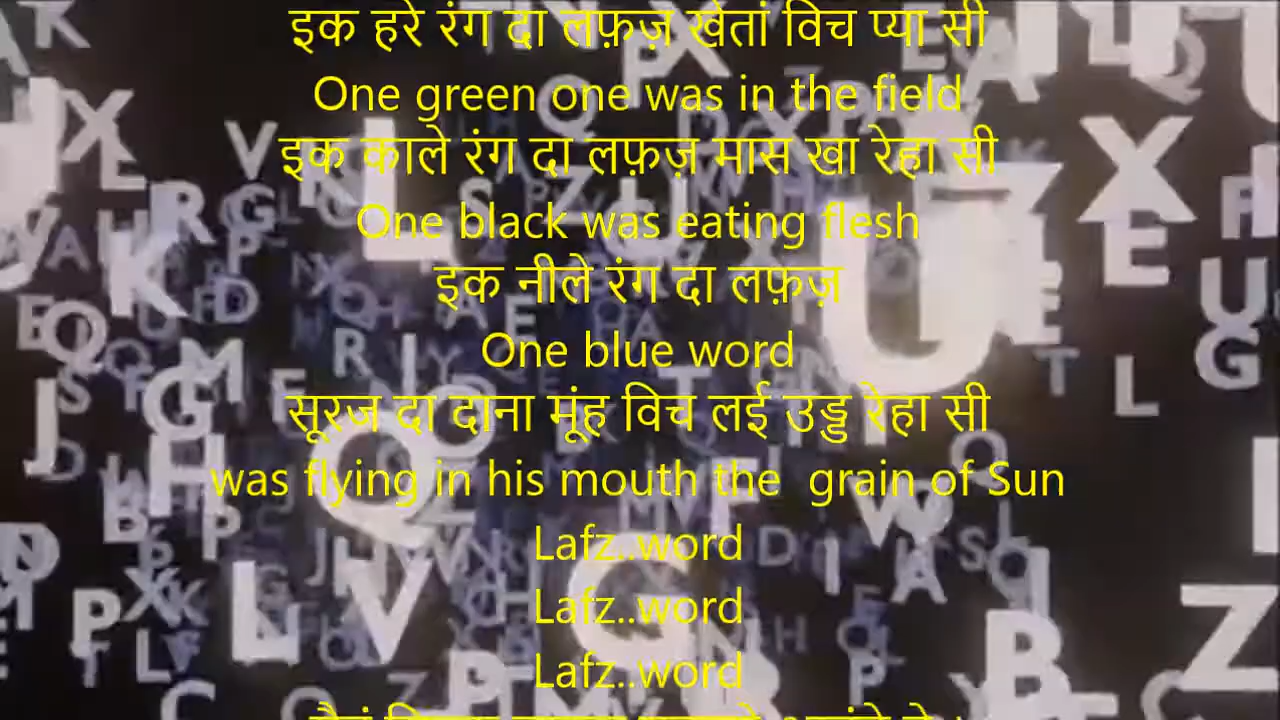 इक हरे रंग दा लफ़ज़ खेतां विच प्या सी
One green one was in the field
इक काले रंग दा लफ़ज़ मास खा रेहा सी
One black was eating flesh
इक नीले रंग दा लफ़ज़
One blue word
सूरज दा दाना मूंह विच लई उड्ड रेहा सी
was flying in his mouth the  grain of Sun
Lafz..word
Lafz..word
Lafz..word